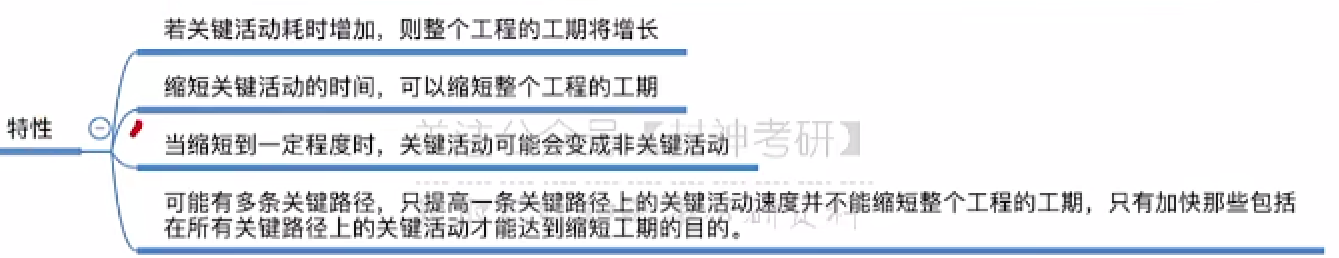 若关键活动耗时增加，则整个工程的工期将增长
缩短关键活动的时间，可以缩短整个工程的工期
特性
当缩短到一定程度时，关键活动可能会变成非关键活动
可能有多条关键路径，只提高一条关键路径上的关键活动速度并不能缩短整个工程的工期，只有加快那些包括
在所有关键路径上的关键活动才能达到缩短工期的目的。